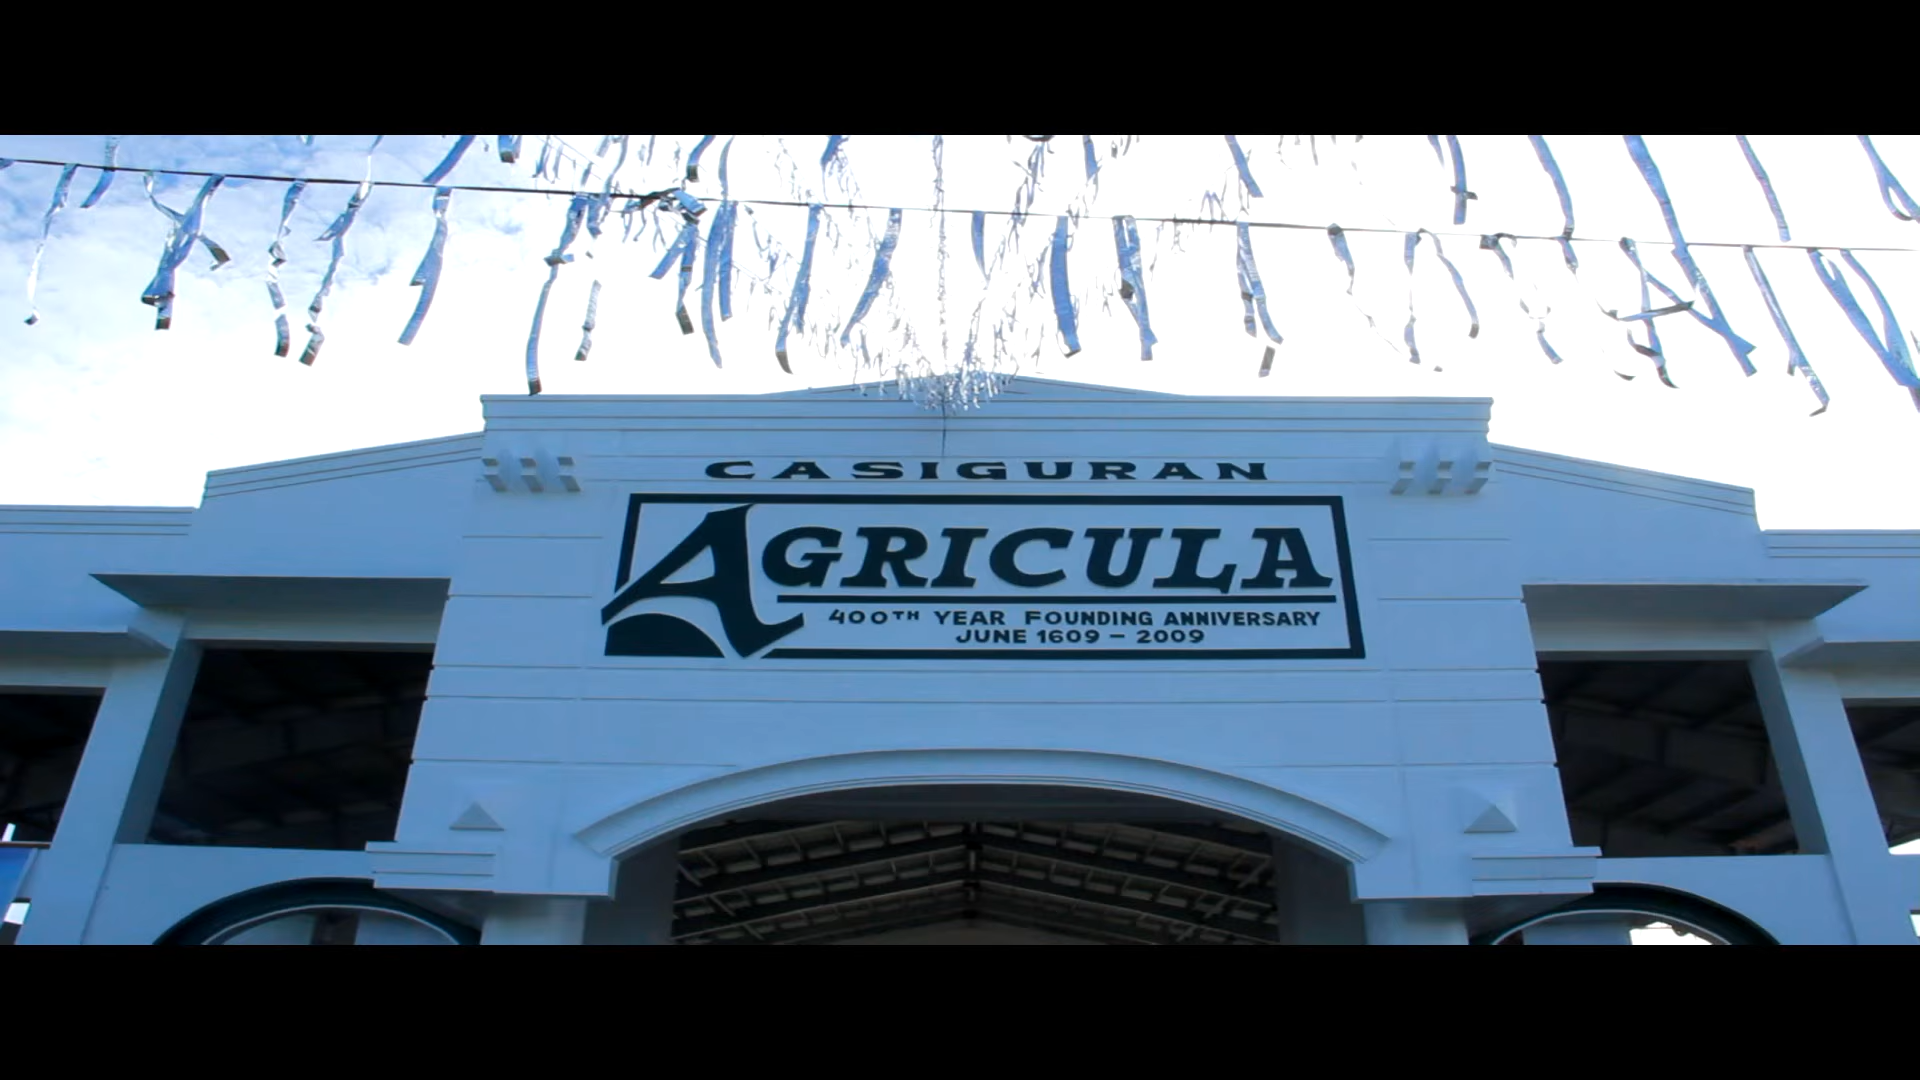 CASIGURAN
AGRICULA
400TH YEAR FOUNDING ANNIVERSARY
JUNE 1609 – 2009